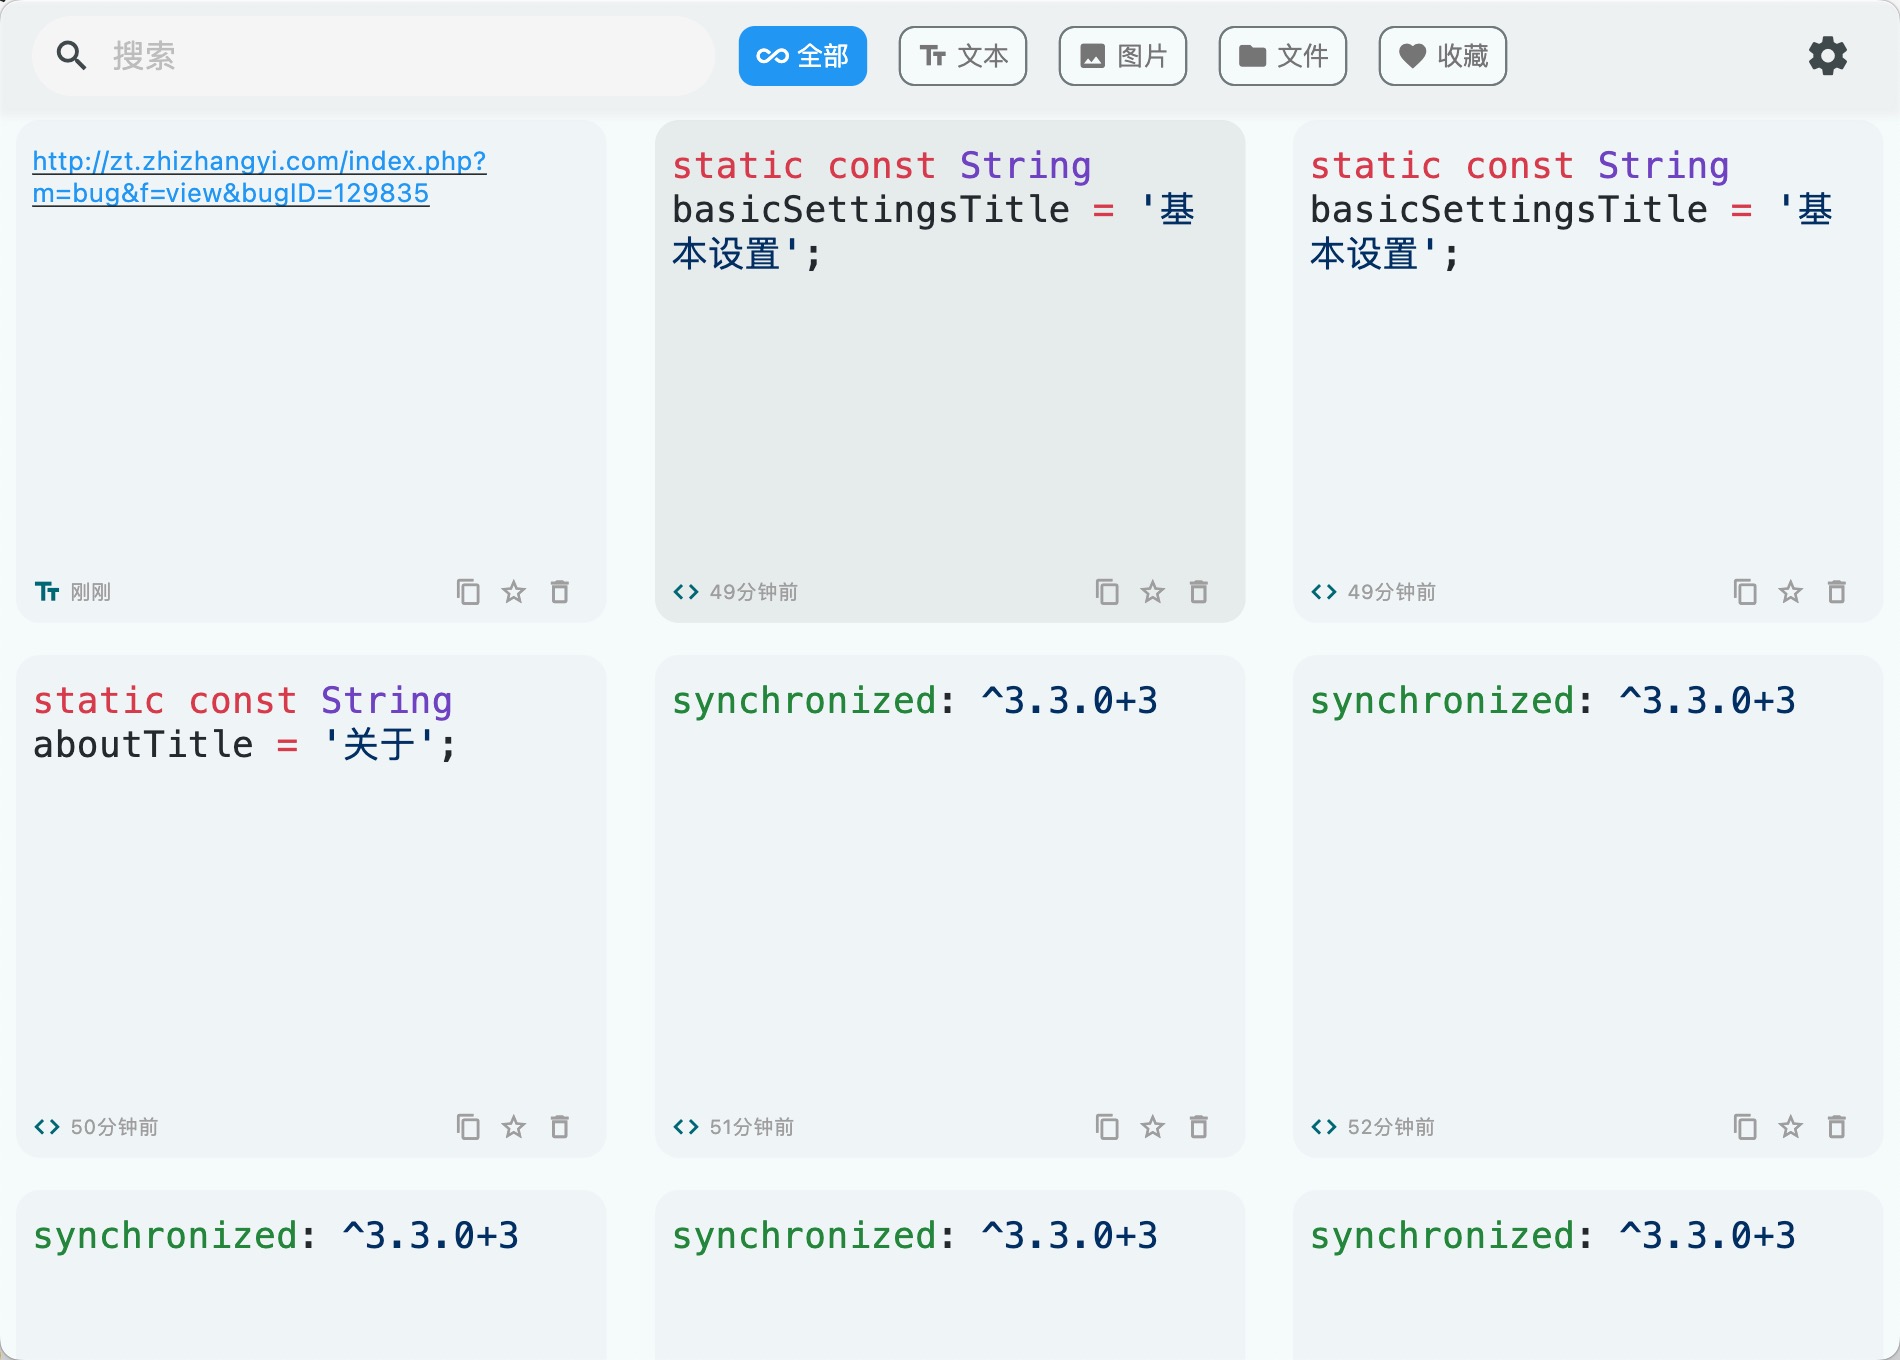 搜索
全部
文本
图片
文件
收藏
http://zt.zhizhangyi.com/index.php?
m=bug&f=view&bugID=129835
刚刚
static const String
basicSettingsTitle = '基
本设置';
49分钟前
static const String
basicSettingsTitle = '基
本设置';
49分钟前
static const String
aboutTitle = '关于';
50分钟前
synchronized: ^3.3.0+3
51分钟前
synchronized: ^3.3.0+3
52分钟前
synchronized: ^3.3.0+3
synchronized: ^3.3.0+3
synchronized: ^3.3.0+3